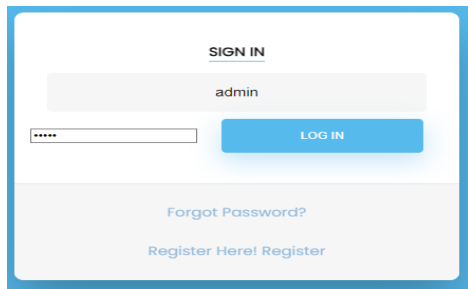 SIGN IN
admin
•••••
LOG IN
Forgot Password?
Register Here! Register